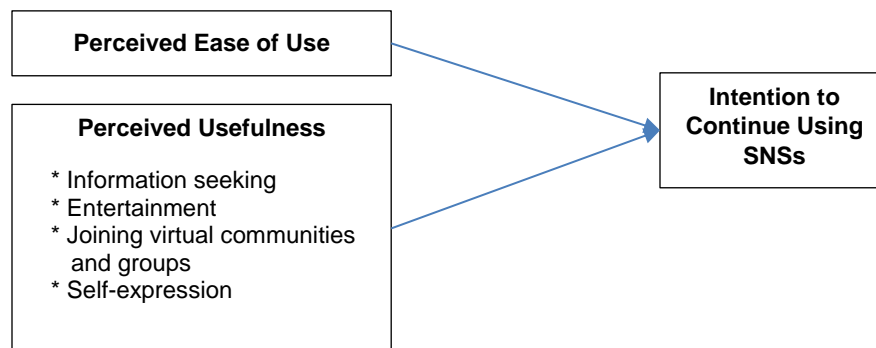 Perceived Ease of Use
Perceived Usefulness
* Information seeking
* Entertainment
* Joining virtual communities
and groups
* Self-expression
Intention to
Continue Using
SNSs